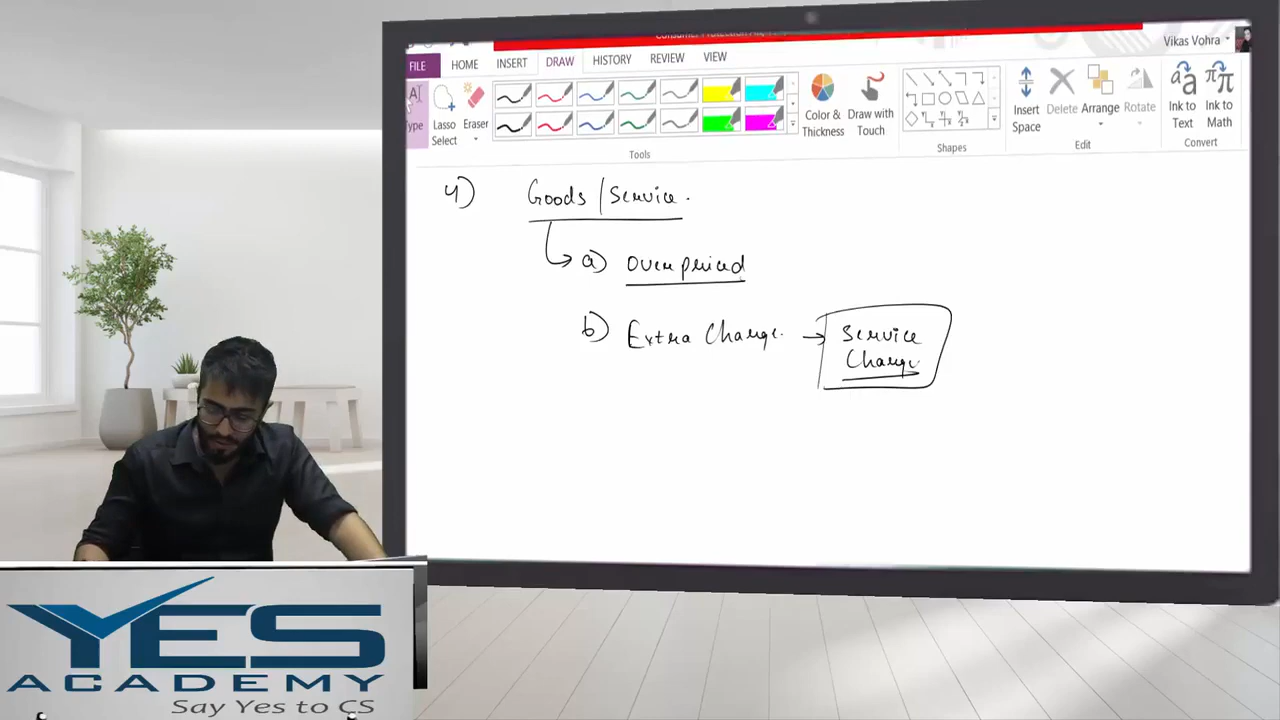 Vikas Vohra
FILE HOME INSERT DRAW HISTORY REVIEW VIEW
Type
Lasso Select
Eraser
Color & Thickness
Draw with Touch
Insert Space
Delete
Arrange
Rotate
Ink to Text
Ink to Math
Tools
Shapes
Edit
Convert
4) Goods/Service.
a) Overpriced
b) Extra Charge. → Service
Charge
YES
ACADEMY
Say Yes to CS